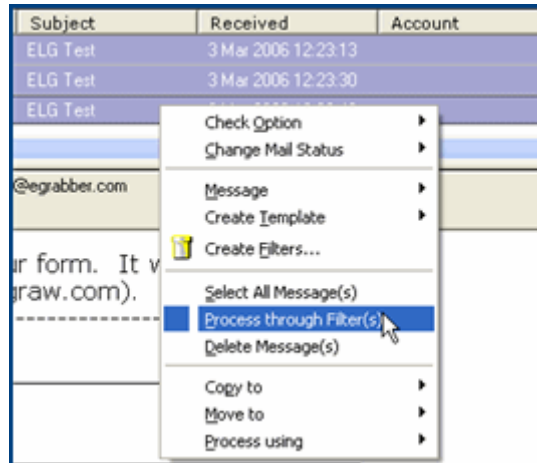 Subject Received Account
ELG Test 3 Mar 2006 12:23:13
ELG Test 3 Mar 2006 12:23:30
ELG Test
Check Option
Change Mail Status
@egrabber.com
Message
Create Template
Create Filters...
ur form. It
graw.com).
Select All Message(s)
Process through Filter(s)
Delete Message(s)
Copy to
Move to
Process using